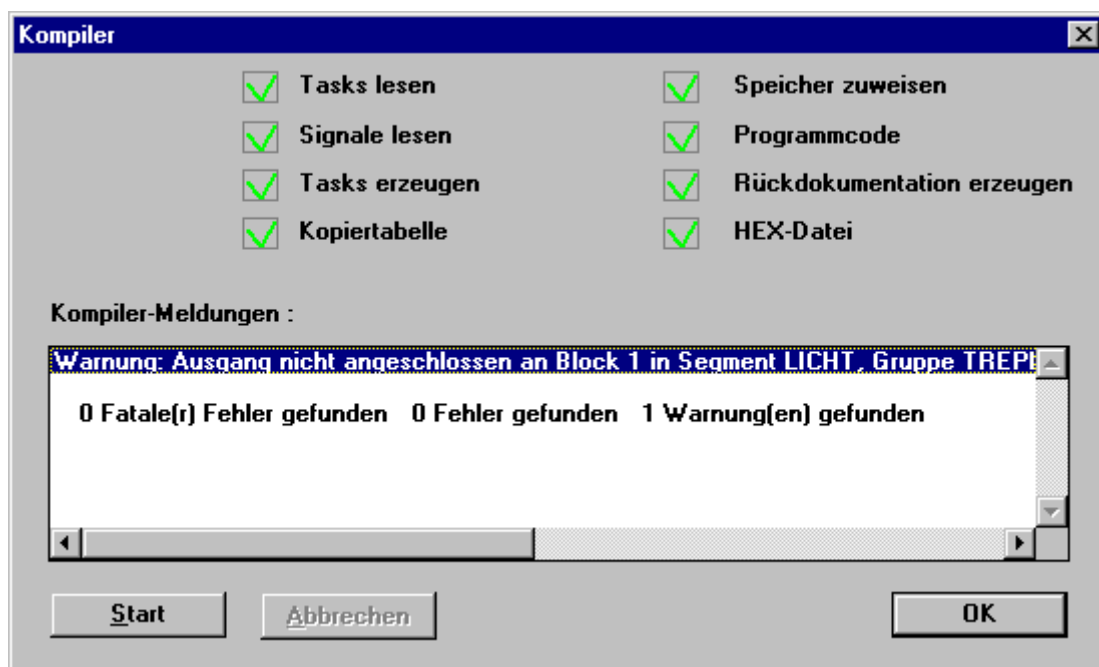 Kompiler
Tasks lesen
Speicher zuweisen
Signale lesen
Programmcode
Tasks erzeugen
Rückdokumentation erzeugen
Kopiertabelle
HEX-Datei
Kompiler-Meldungen :
Warnung: Ausgang nicht angeschlossen an Block 1 in Segment LICHT, Gruppe
0 Fatale(r) Fehler gefunden 0 Fehler gefunden 1 Warnung(en) gefunden
Start
Abbrechen
OK